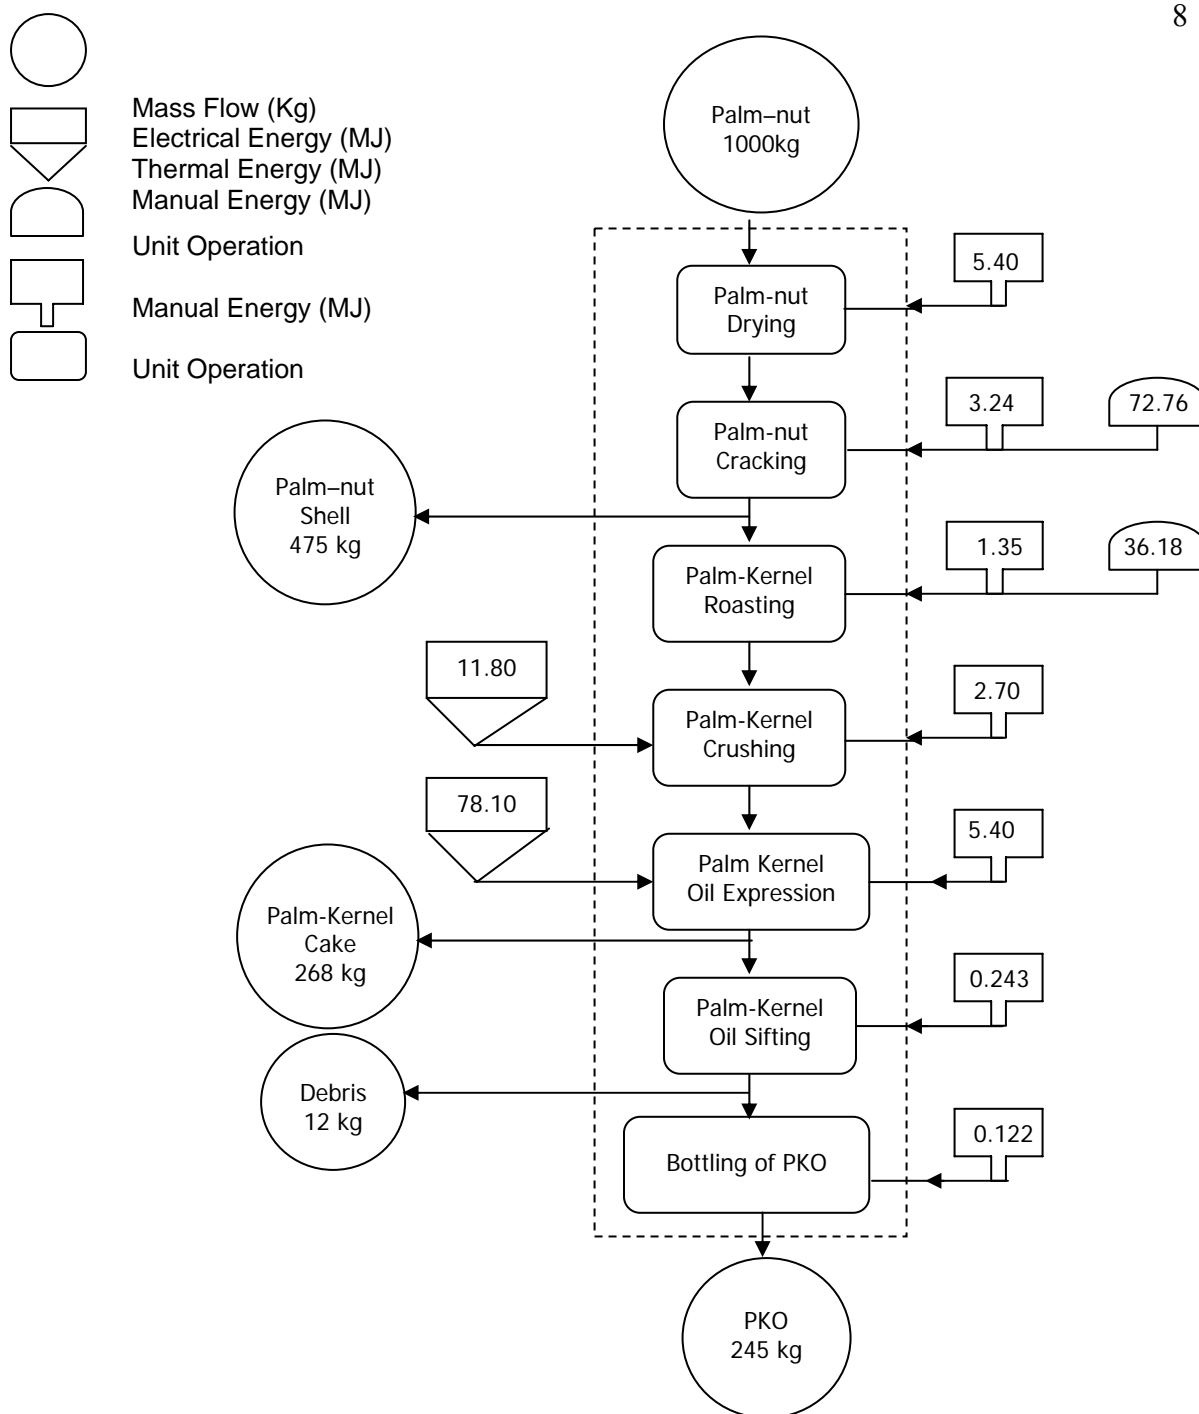 8
Mass Flow (Kg)
Electrical Energy (MJ)
Thermal Energy (MJ)
Manual Energy (MJ)
Unit Operation
Manual Energy (MJ)
Unit Operation
Palm–nut
1000kg
Palm-nut
Drying
5.40
Palm-nut
Cracking
3.24
72.76
Palm–nut
Shell
475 kg
Palm-Kernel
Roasting
1.35
36.18
11.80
Palm-Kernel
Crushing
2.70
78.10
Palm Kernel
Oil Expression
5.40
Palm-Kernel
Cake
268 kg
Palm-Kernel
Oil Sifting
0.243
Debris
12 kg
Bottling of PKO
0.122
PKO
245 kg